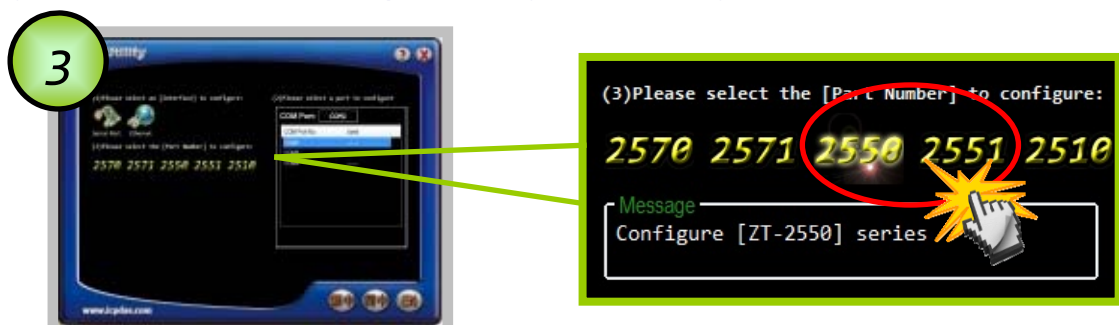 3
Utility
(1)Please select an [Interface] to configure:
(2)Please select a port to configure
Serial Port Ethernet
COM Port:
(3)Please select the [Part Number] to configure:
2570 2571 2550 2551 2510
www.icpdas.com
(3)Please select the [Part Number] to configure:
2570 2571 2550 2551 2510
Message
Configure [ZT-2550] series